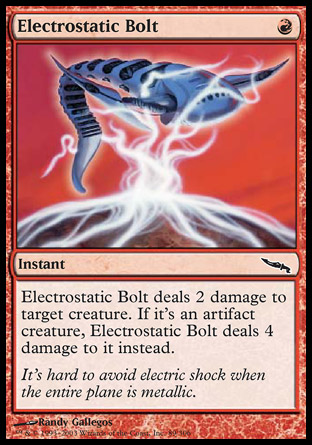 Electrostatic Bolt
Instant
Electrostatic Bolt deals 2 damage to
target creature. If it's an artifact
creature, Electrostatic Bolt deals 4
damage to it instead.
It's hard to avoid electric shock when
the entire plane is metallic.
Randy Gallegos